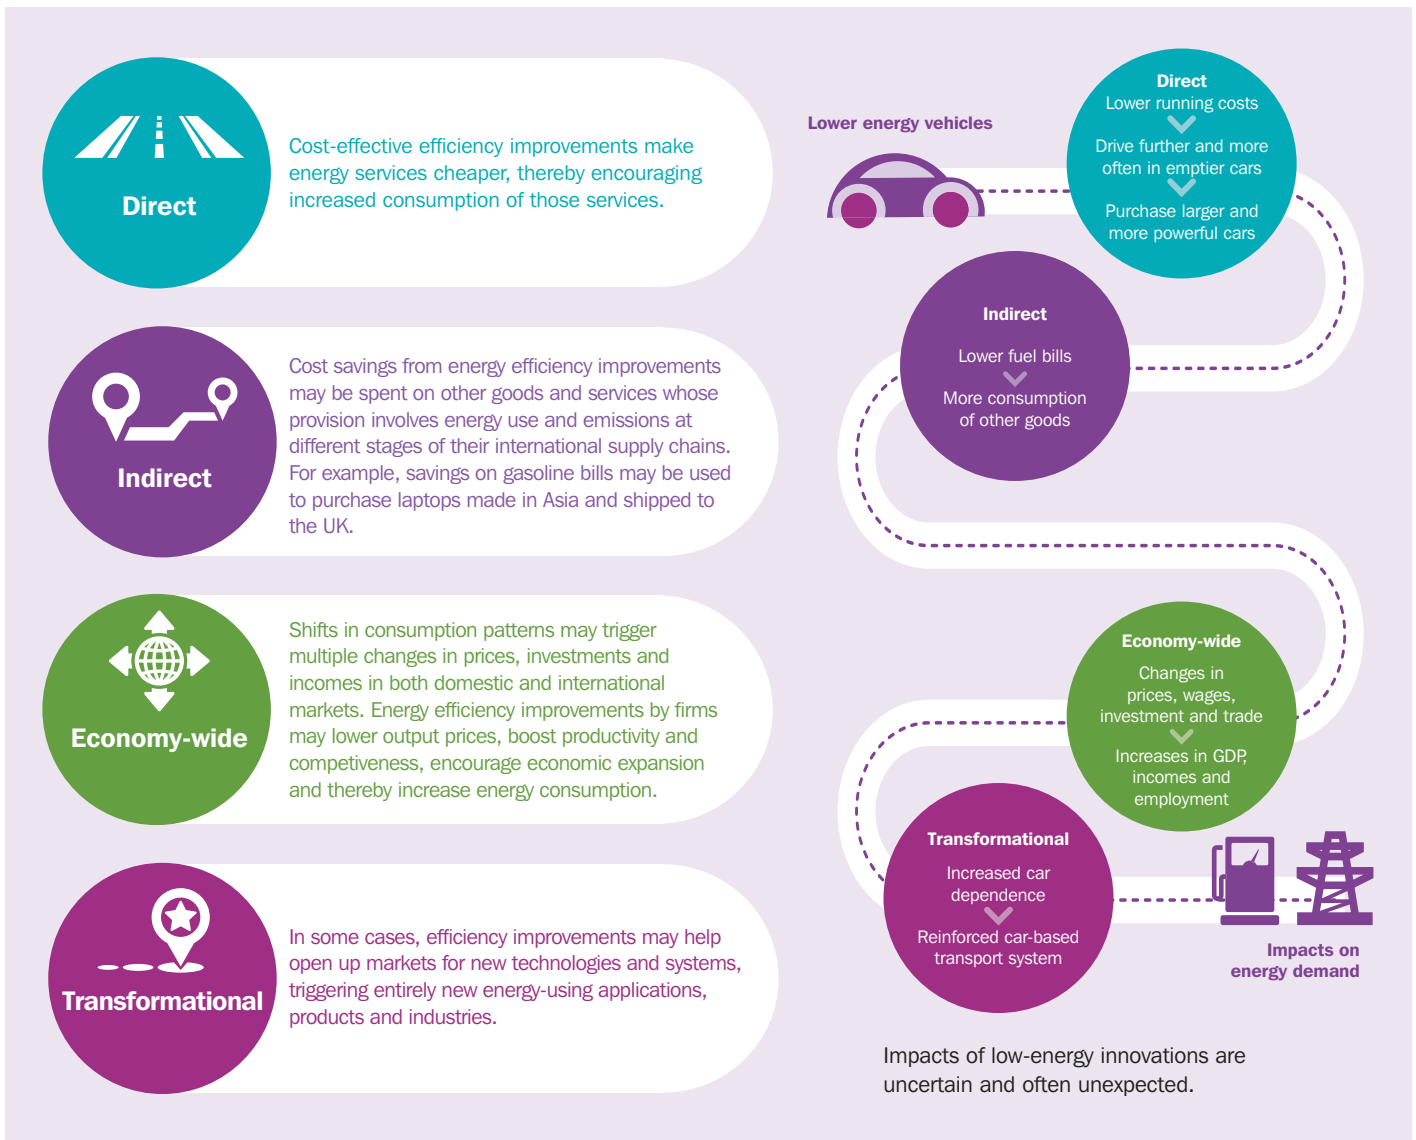 Direct
Cost-effective efficiency improvements make
energy services cheaper, thereby encouraging
increased consumption of those services.
Indirect
Cost savings from energy efficiency improvements
may be spent on other goods and services whose
provision involves energy use and emissions at
different stages of their international supply chains.
For example, savings on gasoline bills may be used
to purchase laptops made in Asia and shipped to
the UK.
Economy-wide
Shifts in consumption patterns may trigger
multiple changes in prices, investments and
incomes in both domestic and international
markets. Energy efficiency improvements by firms
may lower output prices, boost productivity and
competiveness, encourage economic expansion
and thereby increase energy consumption.
Transformational
In some cases, efficiency improvements may help
open up markets for new technologies and systems,
triggering entirely new energy-using applications,
products and industries.
Lower energy vehicles
Direct
Lower running costs
Drive further and more
often in emptier cars
Purchase larger and
more powerful cars
Indirect
Lower fuel bills
More consumption
of other goods
Economy-wide
Changes in
prices, wages,
investment and trade
Increases in GDP,
incomes and
employment
Transformational
Increased car
dependence
Reinforced car-based
transport system
Impacts on
energy demand
Impacts of low-energy innovations are
uncertain and often unexpected.